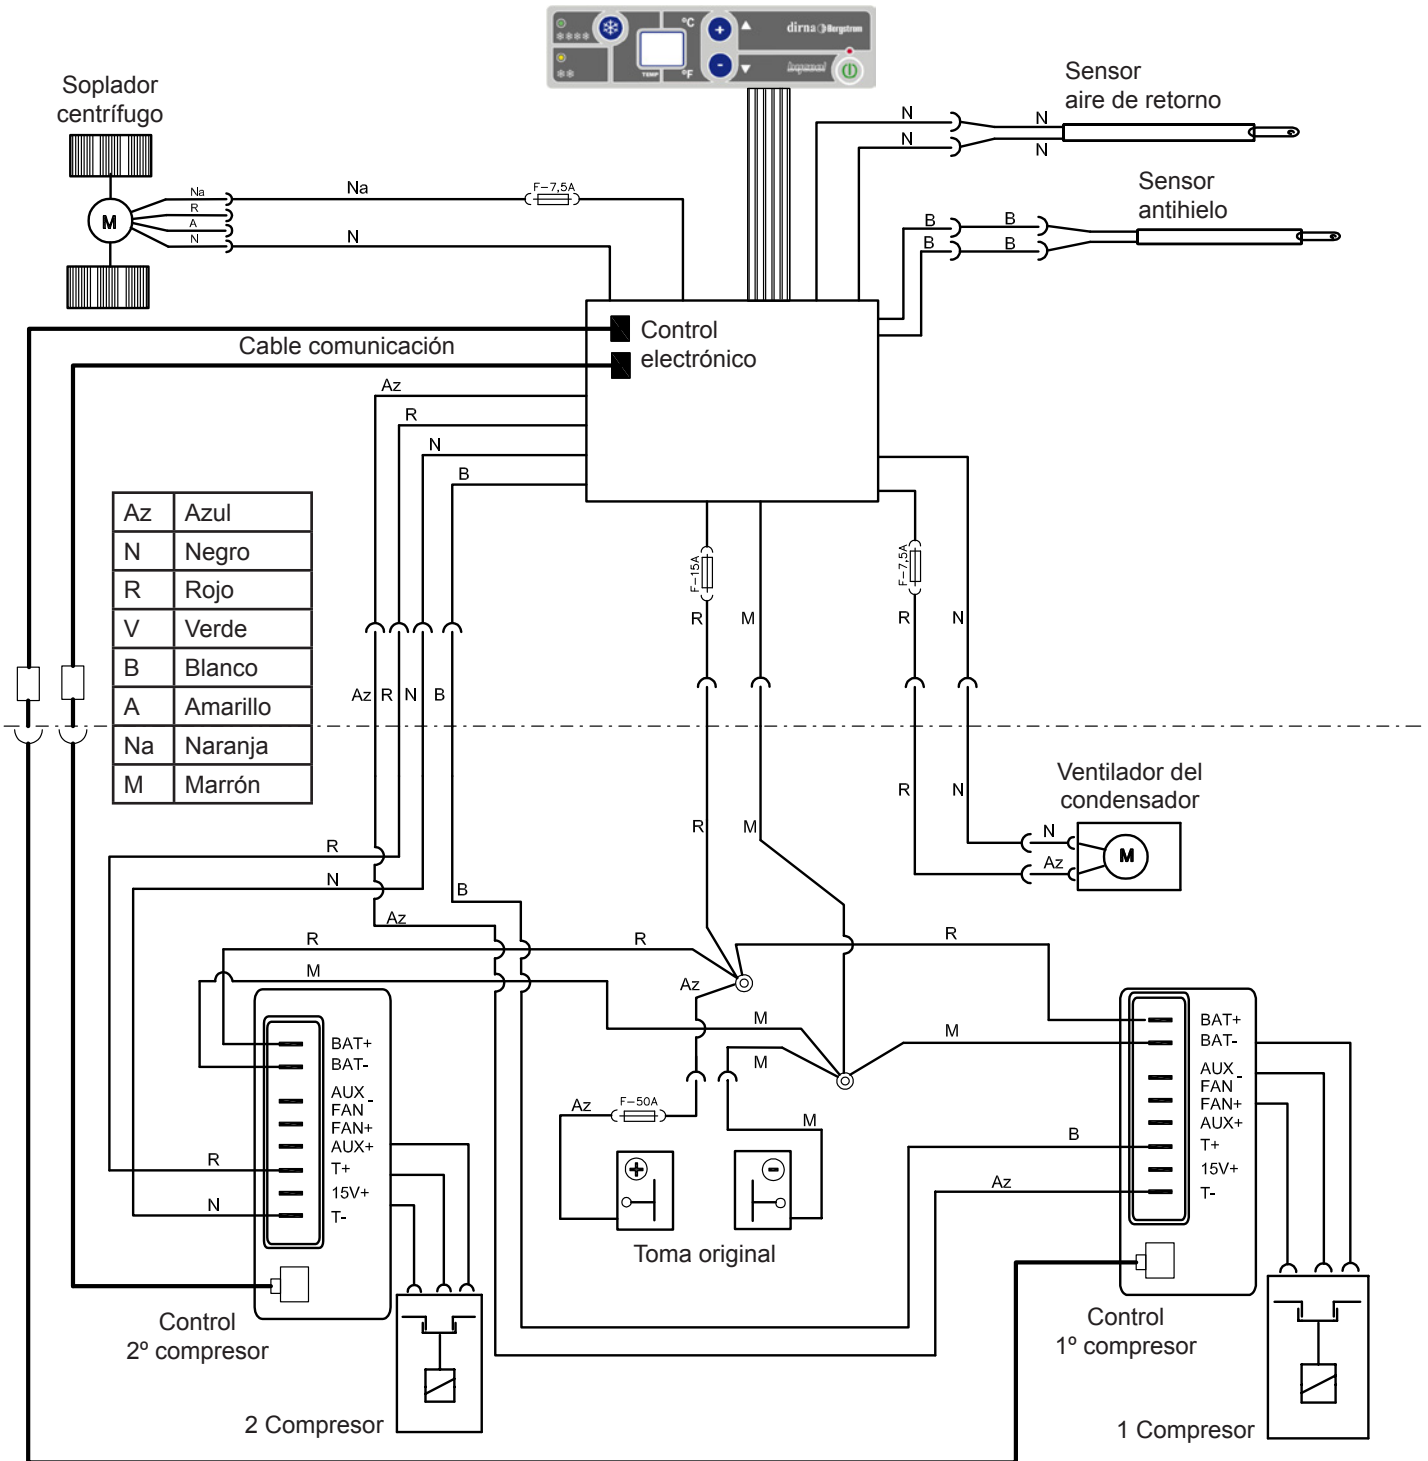 ❄❄❄❄
❄❄
TEMP
ºC
ºF
+
-
dirna Bergstrom
Soplador
centrífugo
M
Na
R
A
N
Na
N
F-7,5A
N
N
N
N
Sensor
aire de retorno
Sensor
antihielo
B
B
B
B
Cable comunicación
Control
electrónico
Az
R
N
B
Az Azul
N Negro
R Rojo
V Verde
B Blanco
A Amarillo
Na Naranja
M Marrón
F-15A
F-7,5A
R
M
R
N
Az R N B
R
M
R
N
Ventilador del
condensador
N
Az
M
R
N
B
Az
R
R
R
M
Az
M
M
M
Az
F-50A
M
+
-
Toma original
BAT+
BAT-
AUX -
FAN
FAN+
AUX+
T+
15V+
T-
R
N
Control
2º compresor
2 Compresor
BAT+
BAT-
AUX -
FAN
FAN+
AUX+
T+
15V+
T-
B
Az
Control
1º compresor
1 Compresor